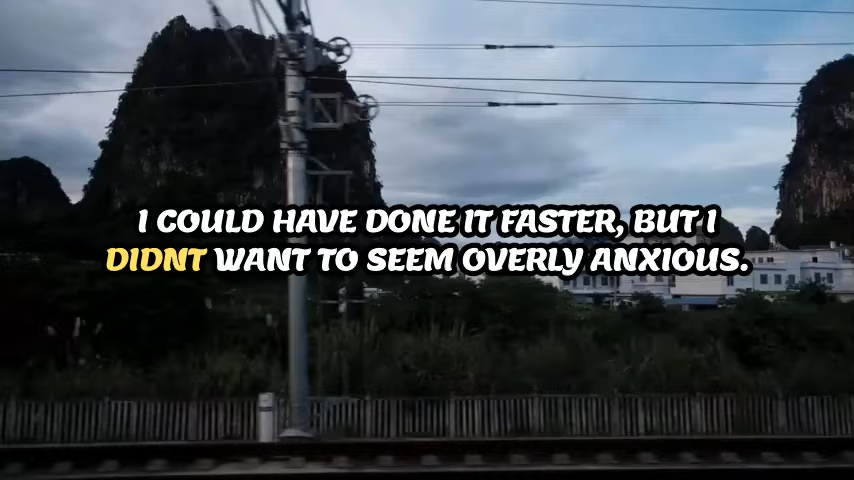 I COULD HAVE DONE IT FASTER, BUT I
DIDNT WANT TO SEEM OVERLY ANXIOUS.